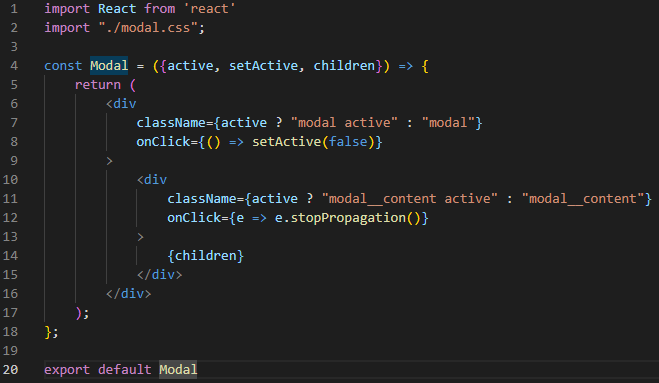 1 import React from 'react'
2 import "./modal.css";
3
4 const Modal = ({active, setActive, children}) => {
5     return (
6         <div
7             className={active ? "modal active" : "modal"}
8             onClick={() => setActive(false)}
9         >
10             <div
11                 className={active ? "modal__content active" : "modal__content"}
12                 onClick={e => e.stopPropagation()}
13             >
14                 {children}
15             </div>
16         </div>
17     );
18 };
19
20 export default Modal